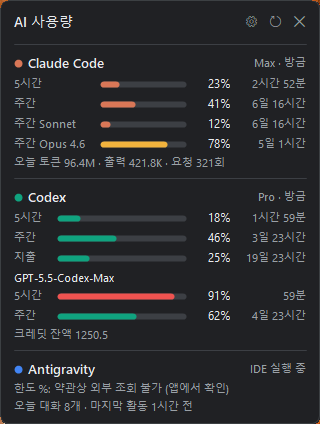 AI 사용량
Claude Code Max · 방금
5시간 23% 2시간 52분
주간 41% 6일 16시간
주간 Sonnet 12% 6일 16시간
주간 Opus 4.6 78% 5일 1시간
오늘 토큰 96.4M · 출력 421.8K · 요청 321회
Codex Pro · 방금
5시간 18% 1시간 59분
주간 46% 3일 23시간
지출 25% 19일 23시간
GPT-5.5-Codex-Max
5시간 91% 59분
주간 62% 4일 23시간
크레딧 잔액 1250.5
Antigravity IDE 실행 중
한도 %: 약관상 외부 조회 불가 (앱에서 확인)
오늘 대화 8개 · 마지막 활동 1시간 전